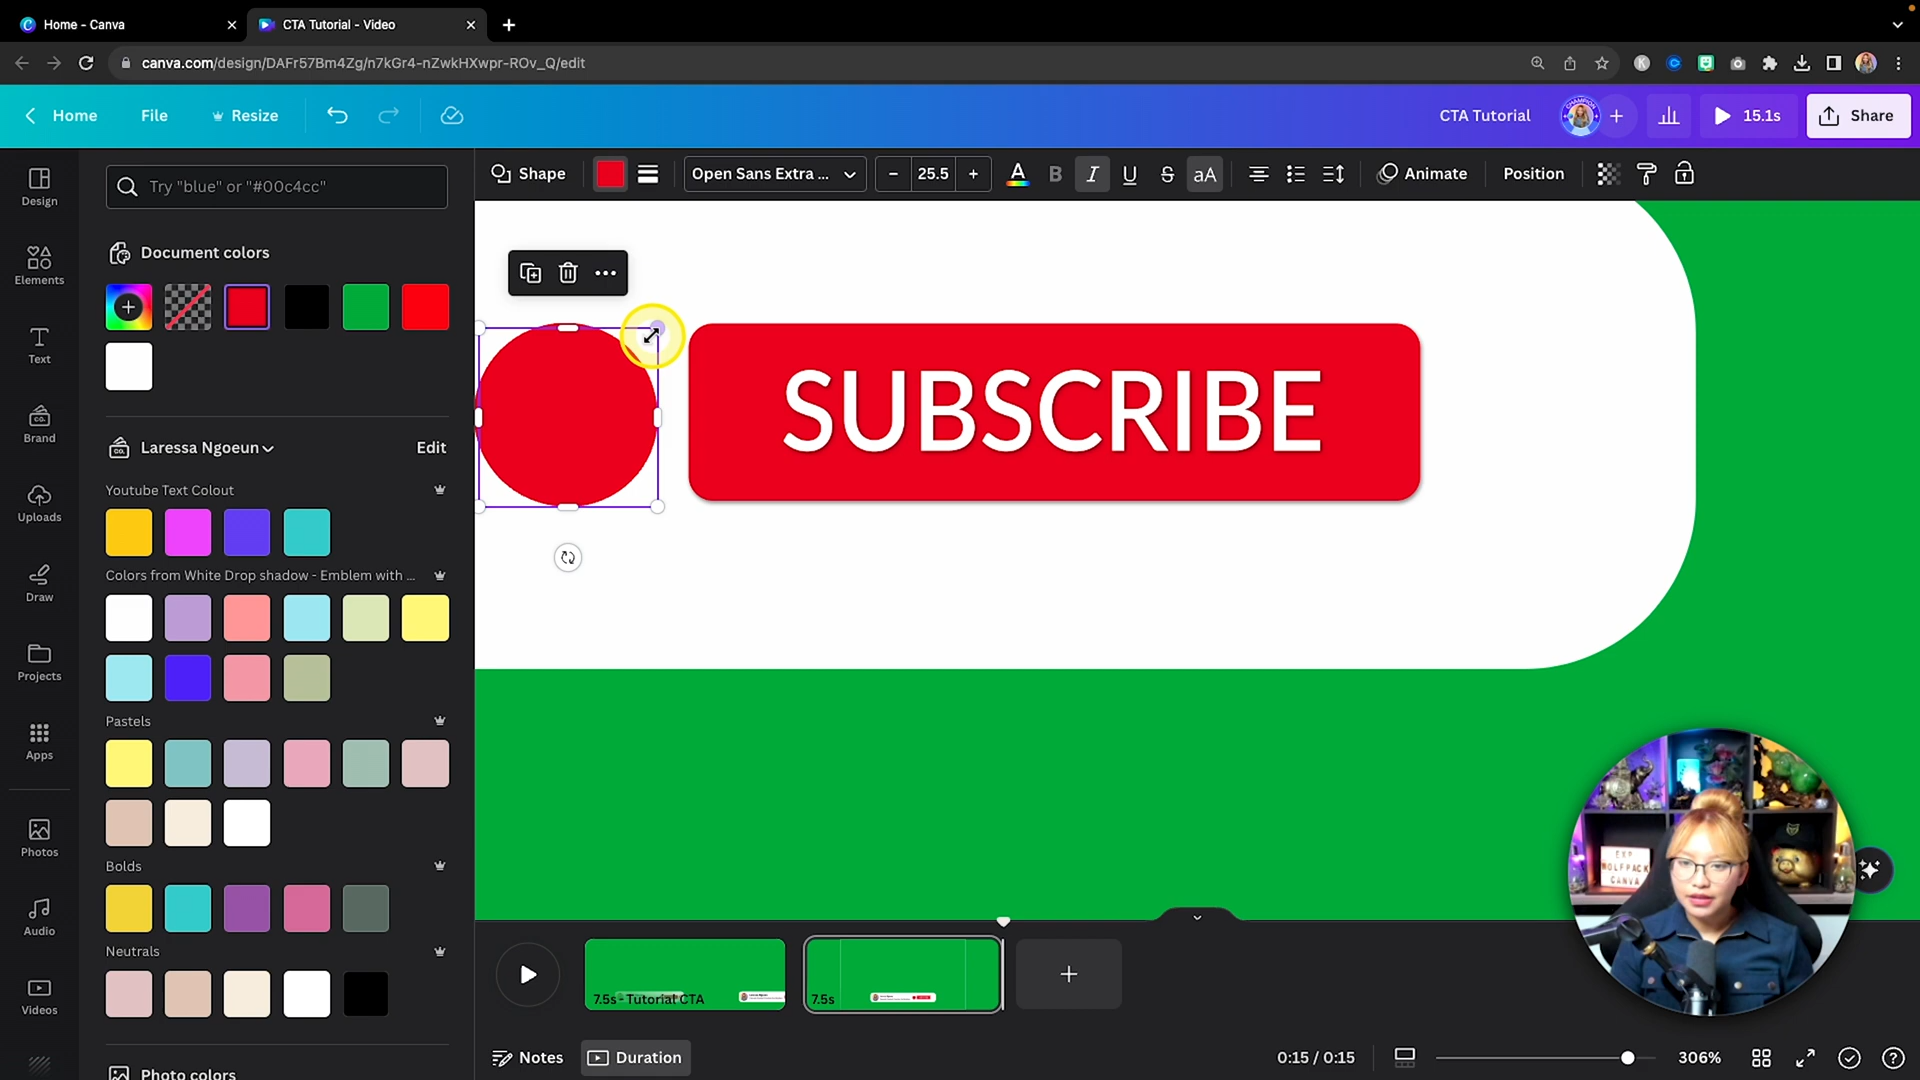 Home - Canva
CTA Tutorial - Video
canva.com/design/DAFr57Bm4Zg/n7kGr4-nZwkHXwpr-ROv_Q/edit
Home
File
Resize
CTA Tutorial
15.1s
Share
Design
Elements
Text
Brand
Uploads
Draw
Projects
Apps
Photos
Audio
Videos
Try "blue" or "#00c4cc"
Document colors
Laressa Ngoeun
Edit
Youtube Text Colout
Colors from White Drop shadow - Emblem with ...
Pastels
Bolds
Neutrals
Photo colors
Shape
Open Sans Extra ...
25.5
A
B
I
U
S
aA
Animate
Position
SUBSCRIBE
7.5s - Tutorial CTA
7.5s
EXP
WOLFPACK
CANVA
Notes
Duration
0:15 / 0:15
306%